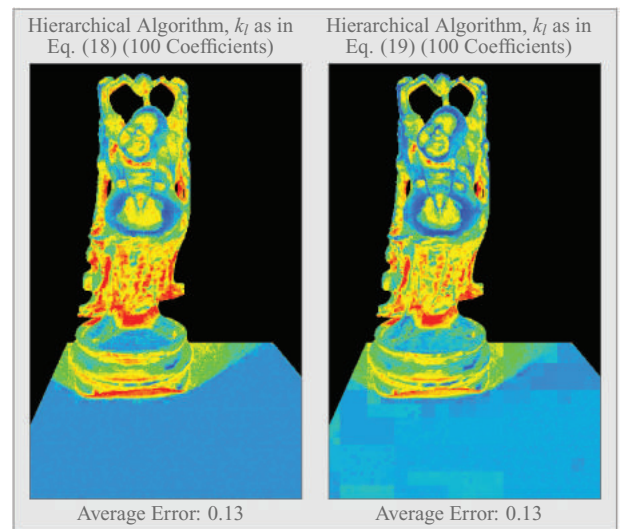 Hierarchical Algorithm, k_l as in
Eq. (18) (100 Coefficients)
Hierarchical Algorithm, k_l as in
Eq. (19) (100 Coefficients)
Average Error: 0.13
Average Error: 0.13